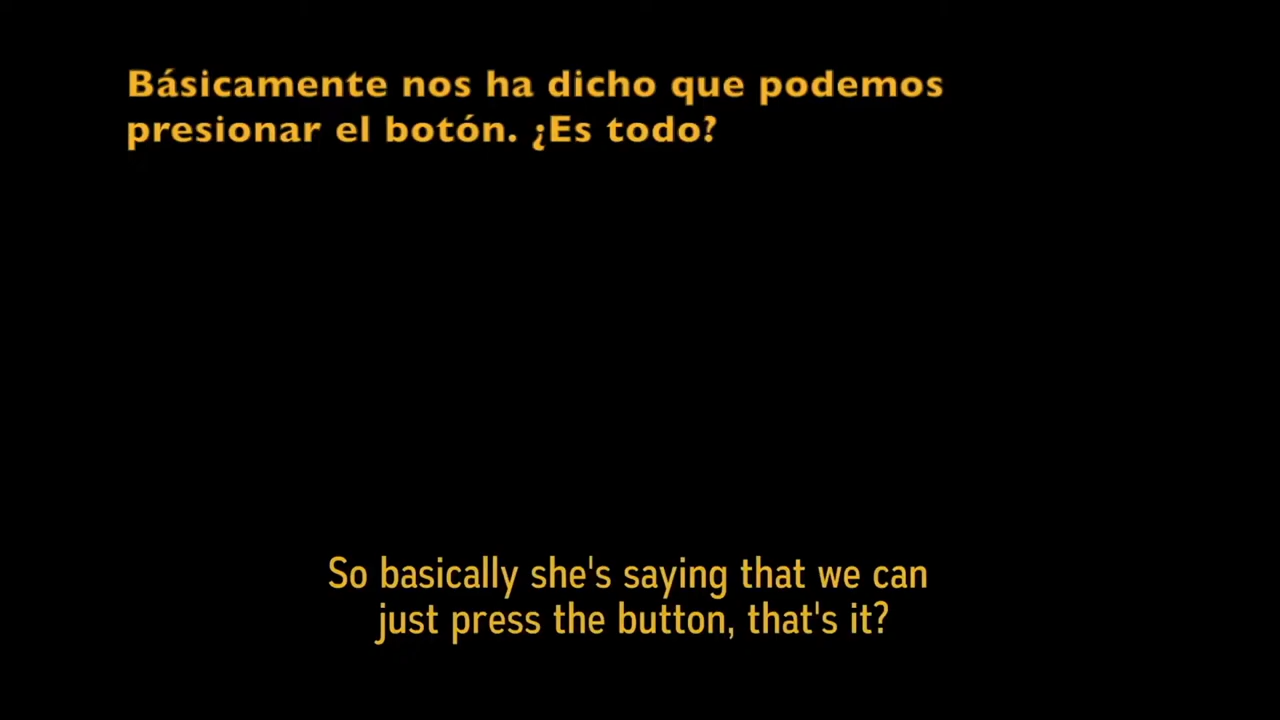 Básicamente nos ha dicho que podemos
presionar el botón. ¿Es todo?
So basically she's saying that we can
just press the button, that's it?